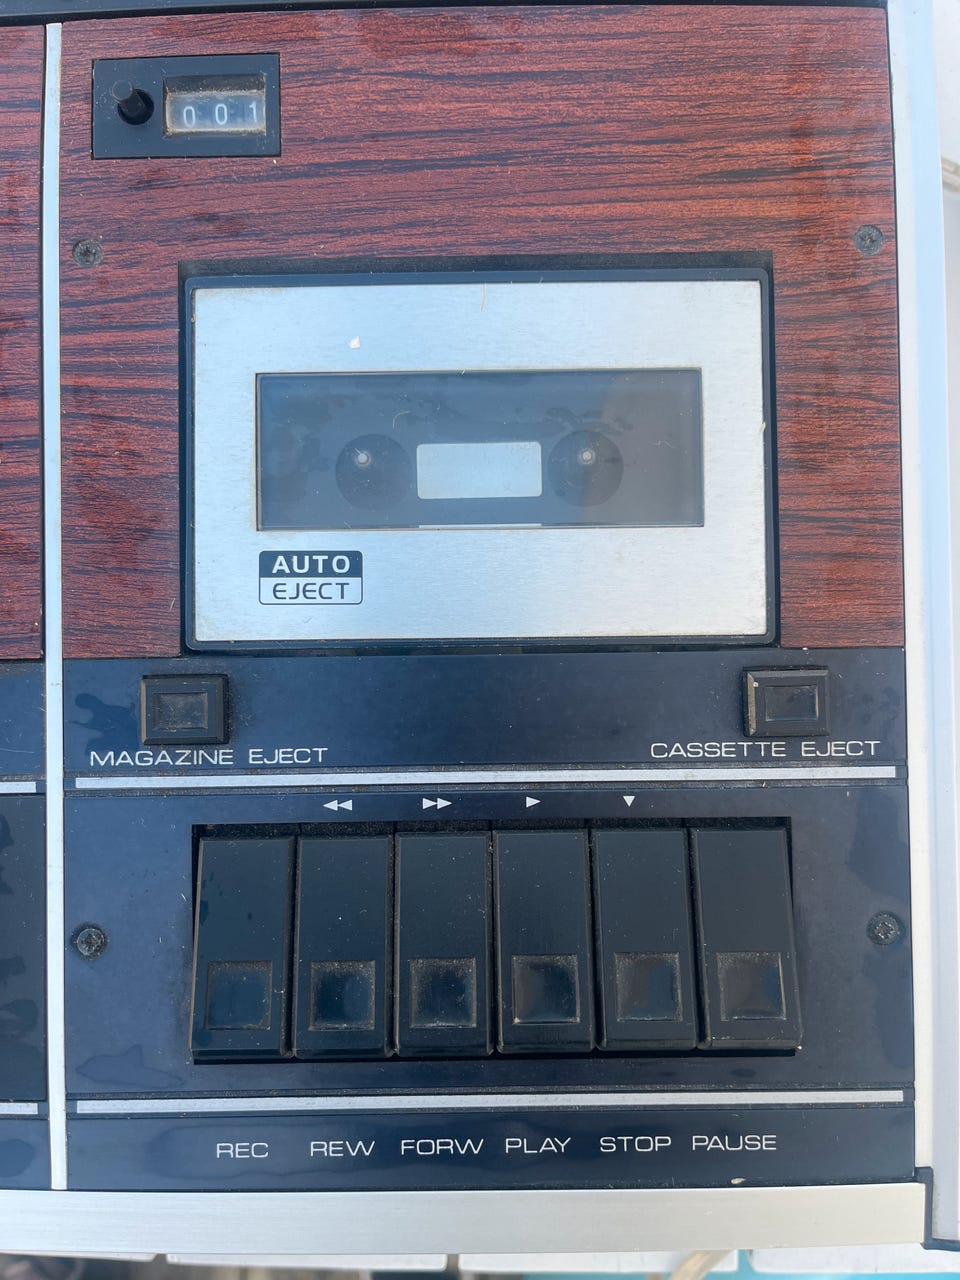 001
AUTO
EJECT
MAGAZINE EJECT CASSETTE EJECT
REC REW FORW PLAY STOP PAUSE